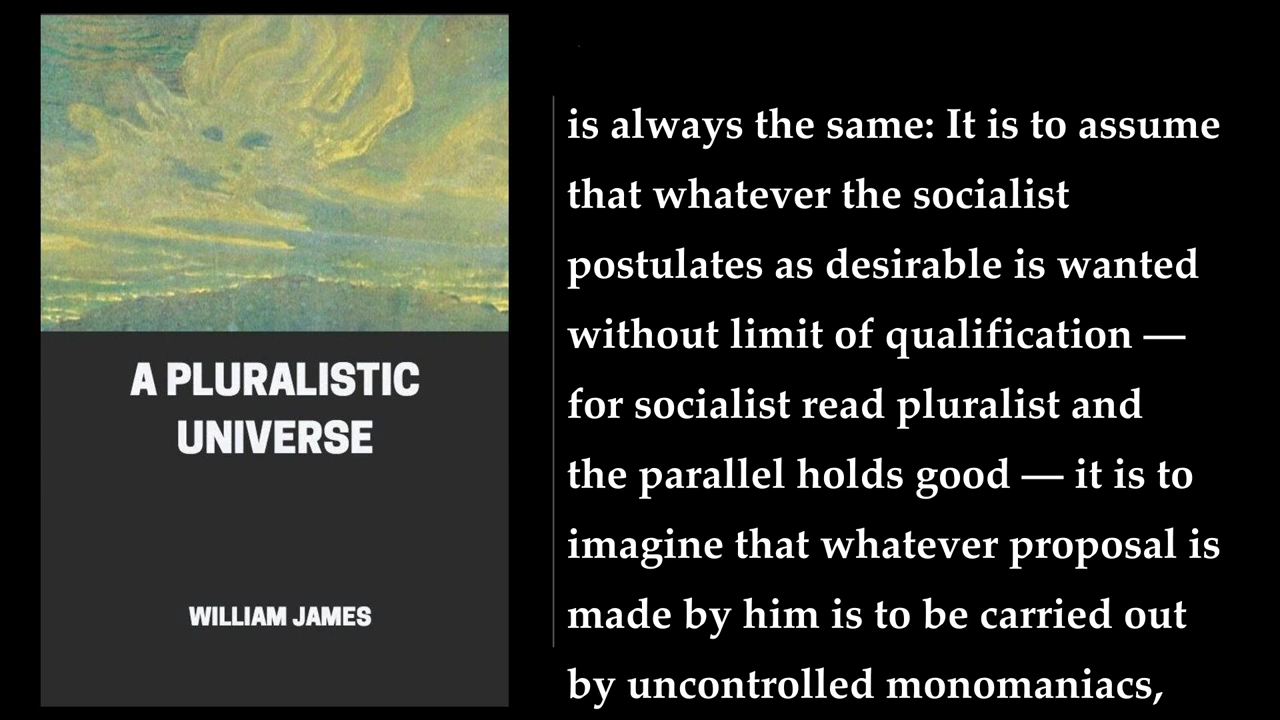 A PLURALISTIC
UNIVERSE
WILLIAM JAMES
is always the same: It is to assume
that whatever the socialist
postulates as desirable is wanted
without limit of qualification —
for socialist read pluralist and
the parallel holds good — it is to
imagine that whatever proposal is
made by him is to be carried out
by uncontrolled monomaniacs,